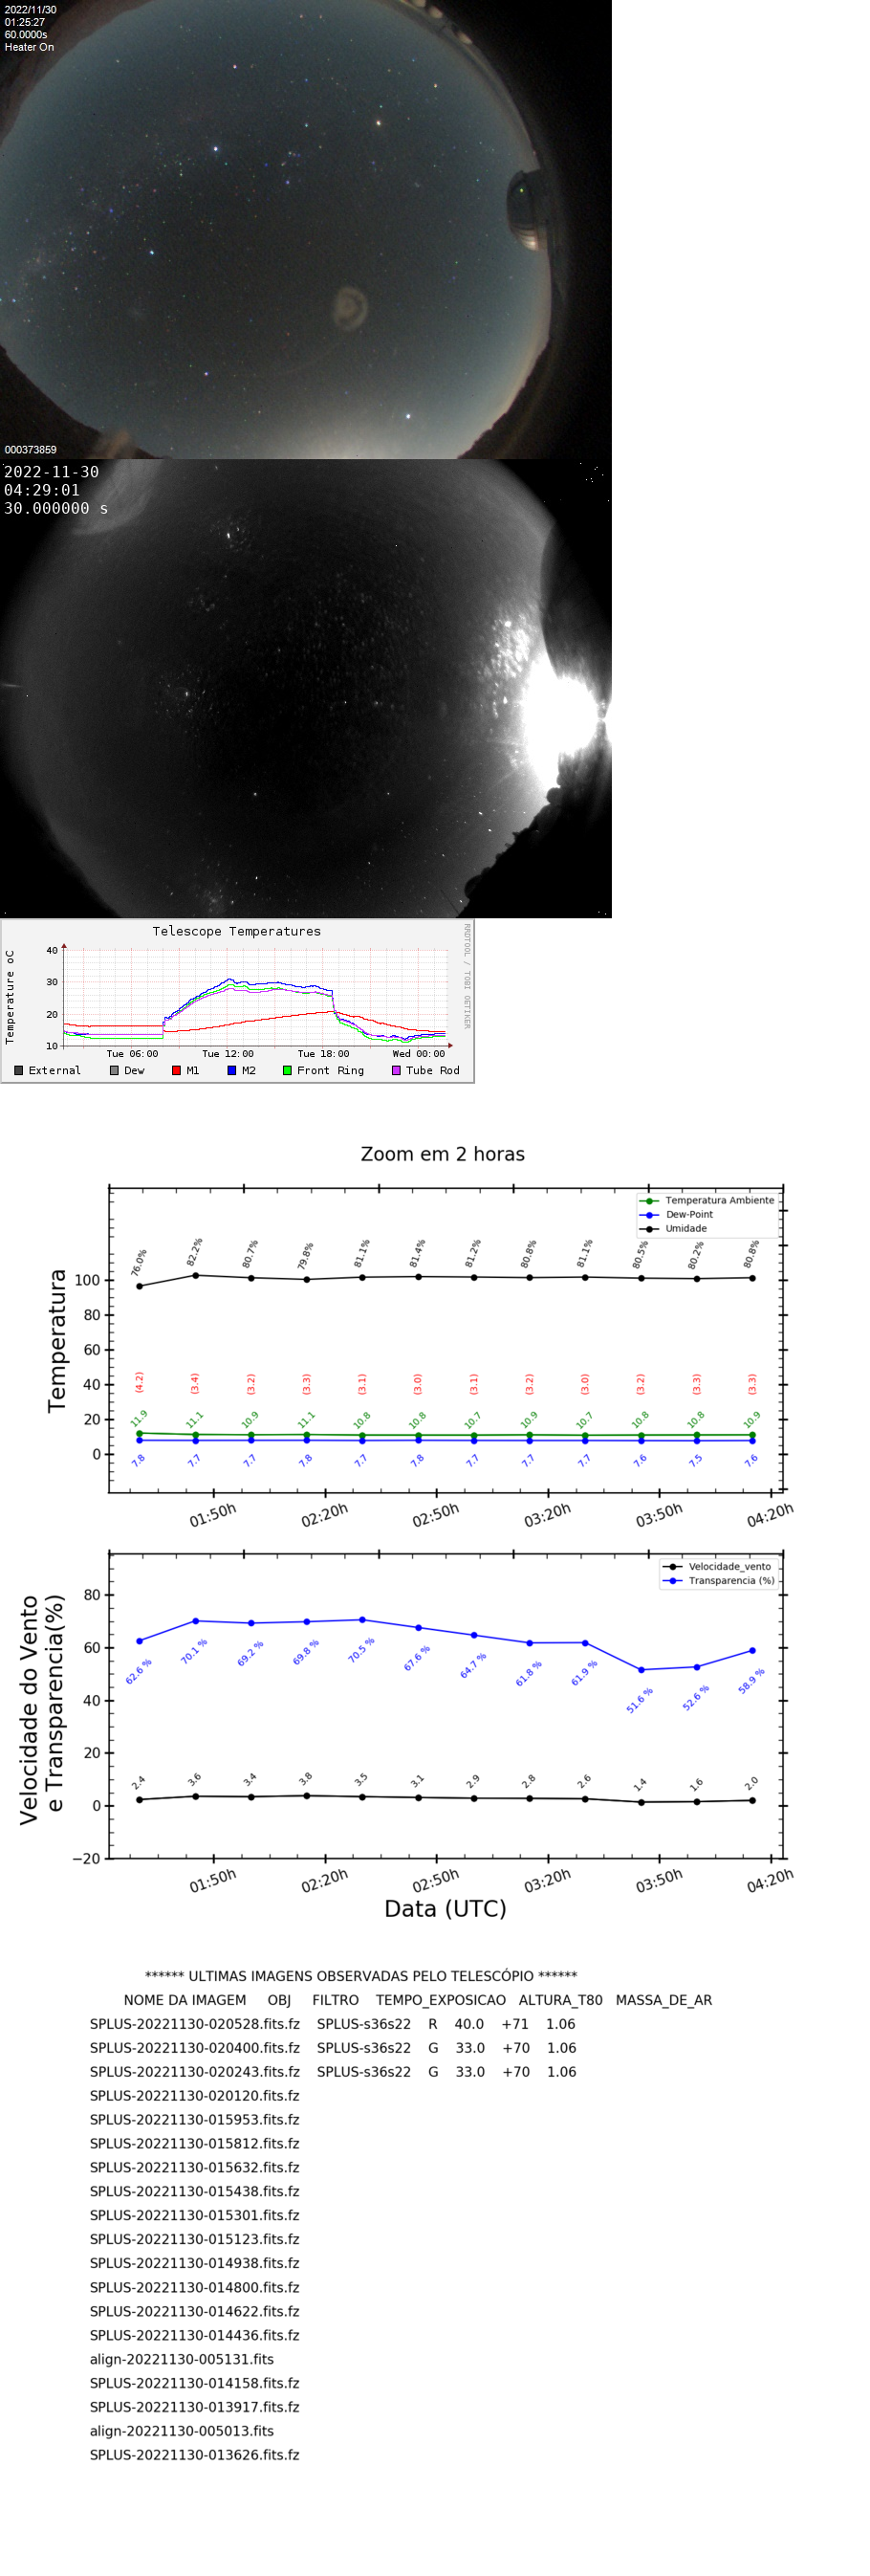 2022/11/30
01:25:27
60.0000s
Heater On
000373859
2022-11-30
04:29:01
30.000000 s
Telescope Temperatures
RRDTOOL / TOBI OETIKER
Temperature oC
40
30
20
10
Tue 06:00 Tue 12:00 Tue 18:00 Wed 00:00
External Dew M1 M2 Front Ring Tube Rod
Zoom em 2 horas
Temperatura Ambiente
Dew-Point
Umidade
Temperatura
76.0% 82.2% 80.7% 79.8% 81.1% 81.4% 81.2% 80.8% 81.1% 80.5% 80.2% 80.8%
100
80
60
40
20
0
(4.2) (3.4) (3.2) (3.3) (3.1) (3.0) (3.1) (3.2) (3.0) (3.2) (3.3) (3.3)
11.9 11.1 10.9 11.1 10.8 10.8 10.7 10.9 10.7 10.8 10.8 10.9
7.8 7.7 7.7 7.8 7.7 7.8 7.7 7.7 7.7 7.6 7.5 7.6
01:50h 02:20h 02:50h 03:20h 03:50h 04:20h
Velocidade_vento
Transparencia (%)
Velocidade do Vento
e Transparencia(%)
80
60
40
20
0
−20
62.6 % 70.1 % 69.2 % 69.8 % 70.5 % 67.6 % 64.7 % 61.8 % 61.9 % 51.6 % 52.6 % 58.9 %
2.4 3.6 3.4 3.8 3.5 3.1 2.9 2.8 2.6 1.4 1.6 2.0
01:50h 02:20h 02:50h 03:20h 03:50h 04:20h
Data (UTC)
****** ULTIMAS IMAGENS OBSERVADAS PELO TELESCÓPIO ******
NOME DA IMAGEM OBJ FILTRO TEMPO_EXPOSICAO ALTURA_T80 MASSA_DE_AR
SPLUS-20221130-020528.fits.fz SPLUS-s36s22 R 40.0 +71 1.06
SPLUS-20221130-020400.fits.fz SPLUS-s36s22 G 33.0 +70 1.06
SPLUS-20221130-020243.fits.fz SPLUS-s36s22 G 33.0 +70 1.06
SPLUS-20221130-020120.fits.fz
SPLUS-20221130-015953.fits.fz
SPLUS-20221130-015812.fits.fz
SPLUS-20221130-015632.fits.fz
SPLUS-20221130-015438.fits.fz
SPLUS-20221130-015301.fits.fz
SPLUS-20221130-015123.fits.fz
SPLUS-20221130-014938.fits.fz
SPLUS-20221130-014800.fits.fz
SPLUS-20221130-014622.fits.fz
SPLUS-20221130-014436.fits.fz
align-20221130-005131.fits
SPLUS-20221130-014158.fits.fz
SPLUS-20221130-013917.fits.fz
align-20221130-005013.fits
SPLUS-20221130-013626.fits.fz